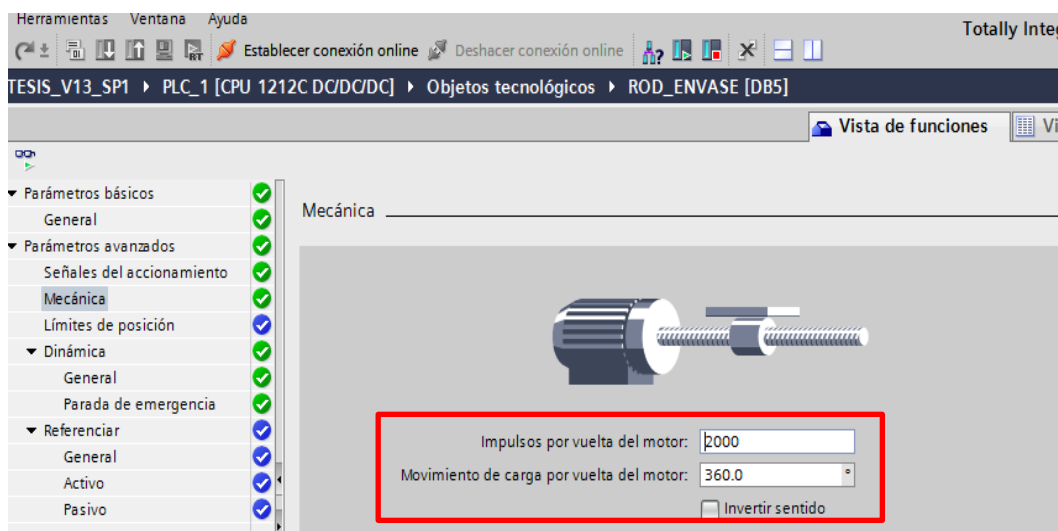 Herramientas Ventana Ayuda
Totally Inte
Establecer conexión online Deshacer conexión online
TESIS_V13_SP1 PLC_1 [CPU 1212C DC/DC/DC] Objetos tecnológicos ROD_ENVASE [DB5]
Vista de funciones Vi
Parámetros básicos
General
Parámetros avanzados
Señales del accionamiento
Mecánica
Límites de posición
Dinámica
General
Parada de emergencia
Referenciar
General
Activo
Pasivo
Mecánica
Impulsos por vuelta del motor: 2000
Movimiento de carga por vuelta del motor: 360.0 °
Invertir sentido